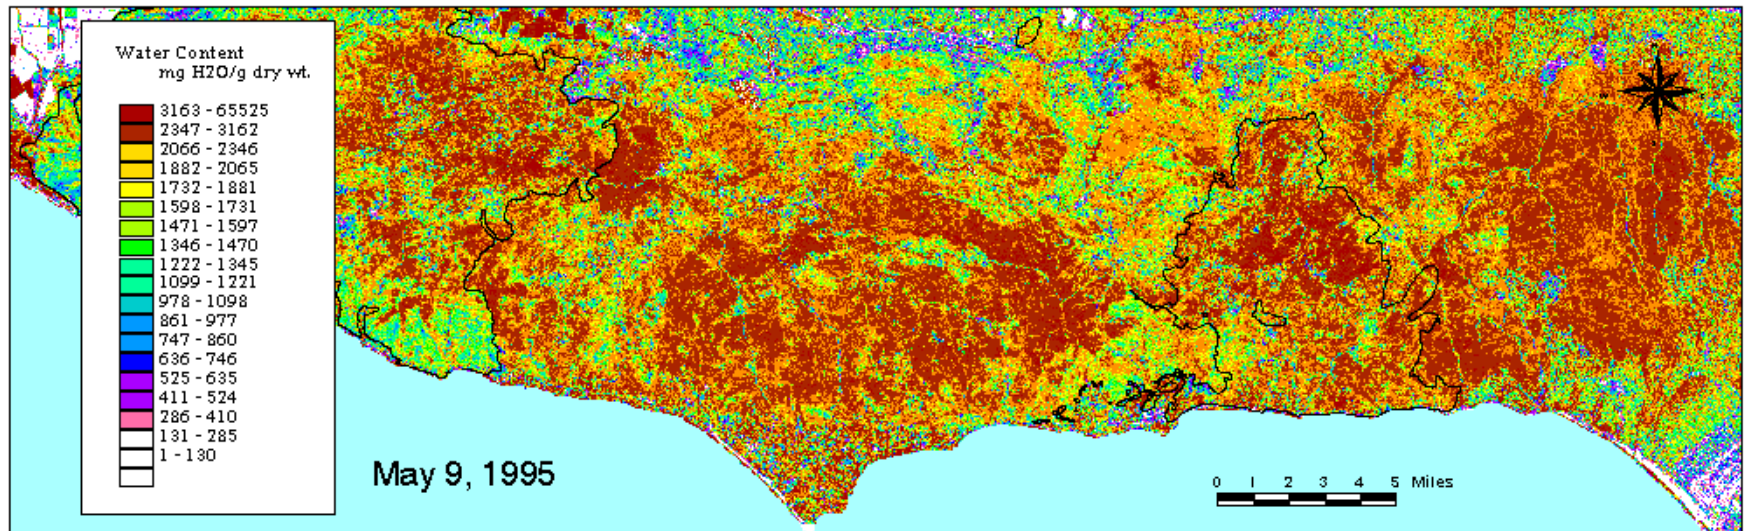 Water Content
mg H2O/g dry wt.
3163 - 65525
2347 - 3162
2066 - 2346
1882 - 2065
1732 - 1881
1598 - 1731
1471 - 1597
1346 - 1470
1222 - 1345
1099 - 1221
978 - 1098
861 - 977
747 - 860
636 - 746
525 - 635
411 - 524
286 - 410
131 - 285
1 - 130
May 9, 1995
0 1 2 3 4 5 Miles